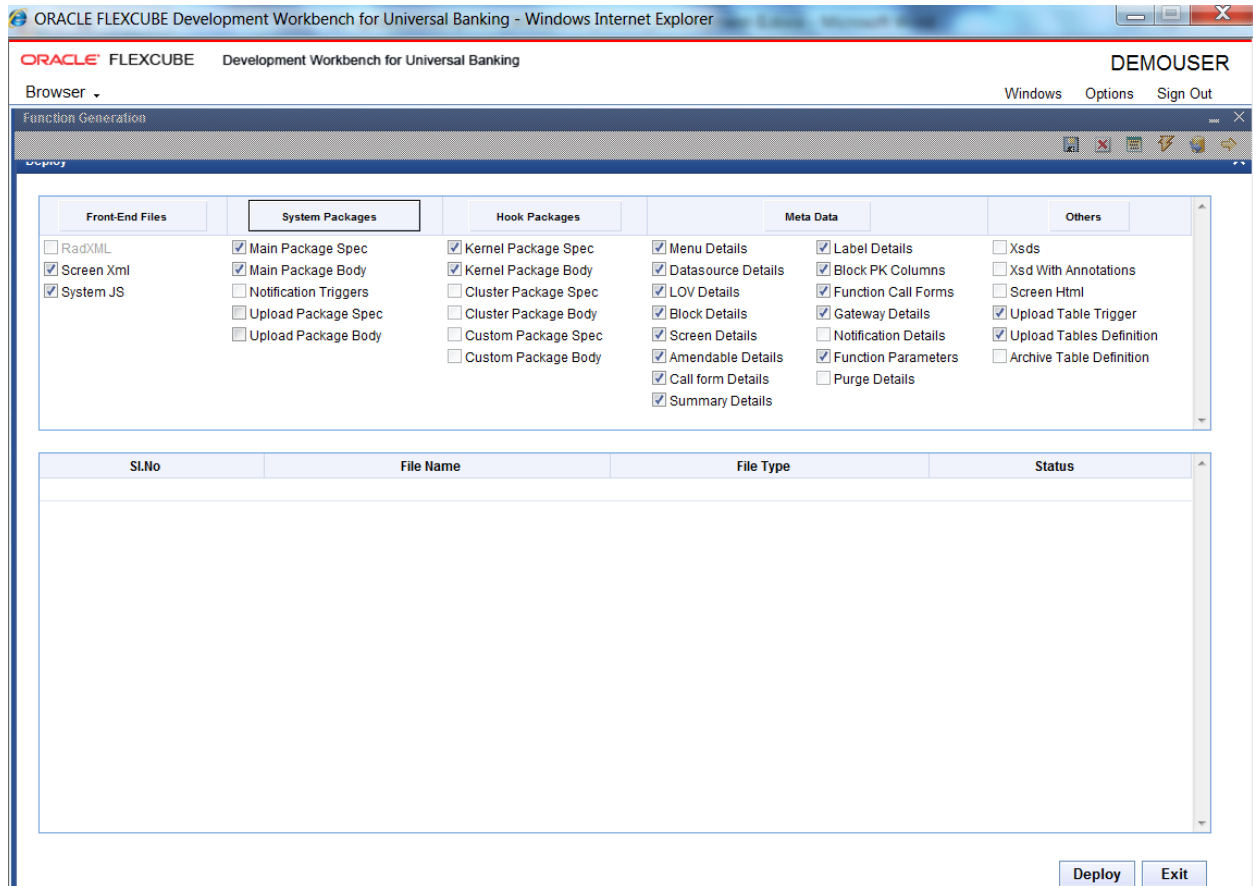 ORACLE FLEXCUBE Development Workbench for Universal Banking - Windows Internet Explorer
ORACLE FLEXCUBE Development Workbench for Universal Banking
DEMOUSER
Browser
Windows Options Sign Out
Function Generation
Deploy
Front-End Files System Packages Hook Packages Meta Data Others
RadXML Main Package Spec Kernel Package Spec Menu Details Label Details Xsds
Screen Xml Main Package Body Kernel Package Body Datasource Details Block PK Columns Xsd With Annotations
System JS Notification Triggers Cluster Package Spec LOV Details Function Call Forms Screen Html
Upload Package Spec Cluster Package Body Block Details Gateway Details Upload Table Trigger
Upload Package Body Custom Package Spec Screen Details Notification Details Upload Tables Definition
Custom Package Body Amendable Details Function Parameters Archive Table Definition
Call form Details Purge Details
Summary Details
Sl.No File Name File Type Status
Deploy Exit